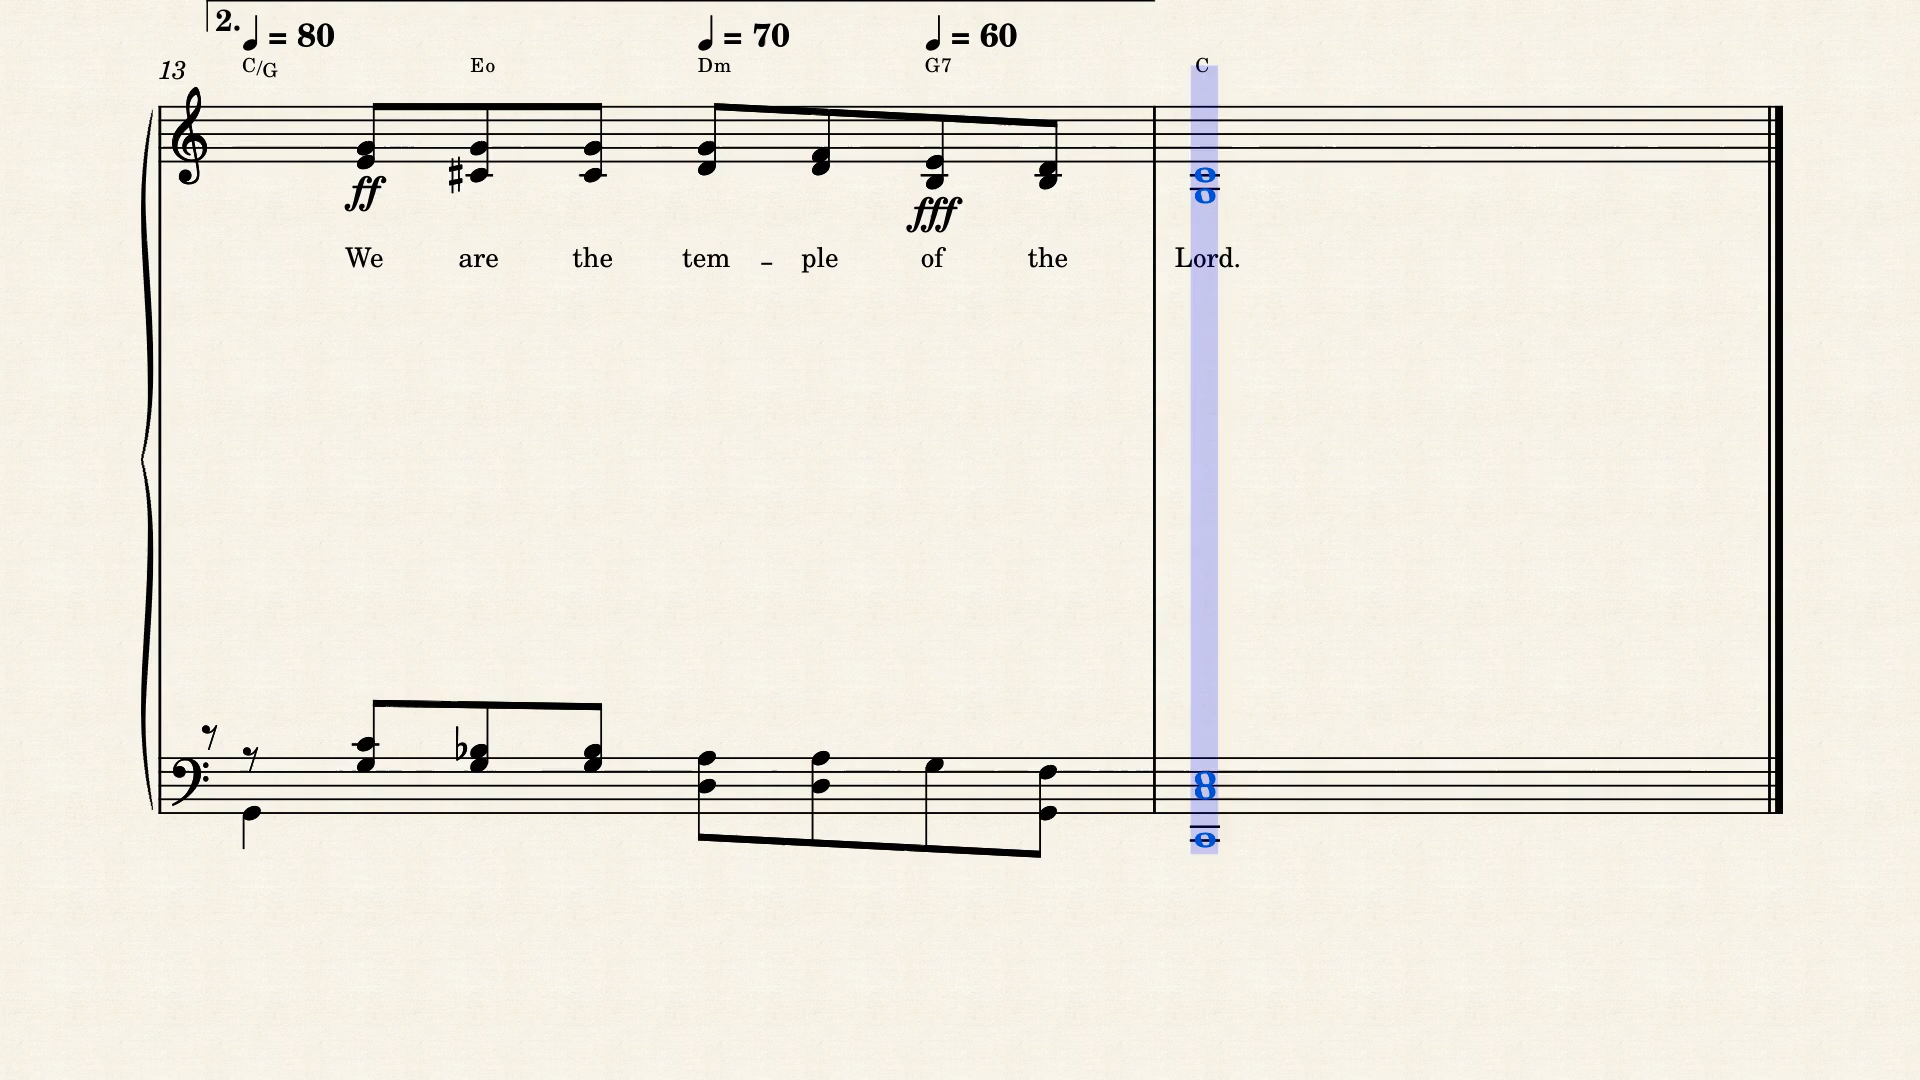 2. ♩ = 80 ♩ = 70 ♩ = 60
13 C/G Eo Dm G7 C
ff fff
We are the tem - ple of the Lord.